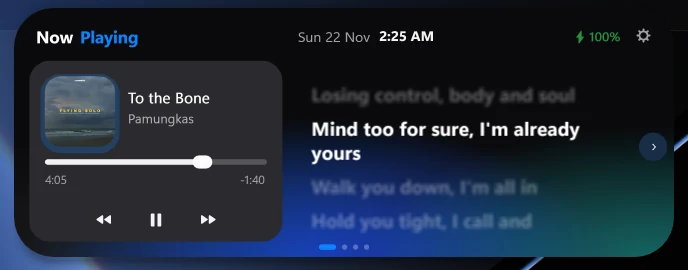 Now Playing
Sun 22 Nov 2:25 AM
100%
FLYING SOLO
To the Bone
Pamungkas
4:05
-1:40
Losing control, body and soul
Mind too for sure, I'm already
yours
Walk you down, I'm all in
Hold you tight, I call and